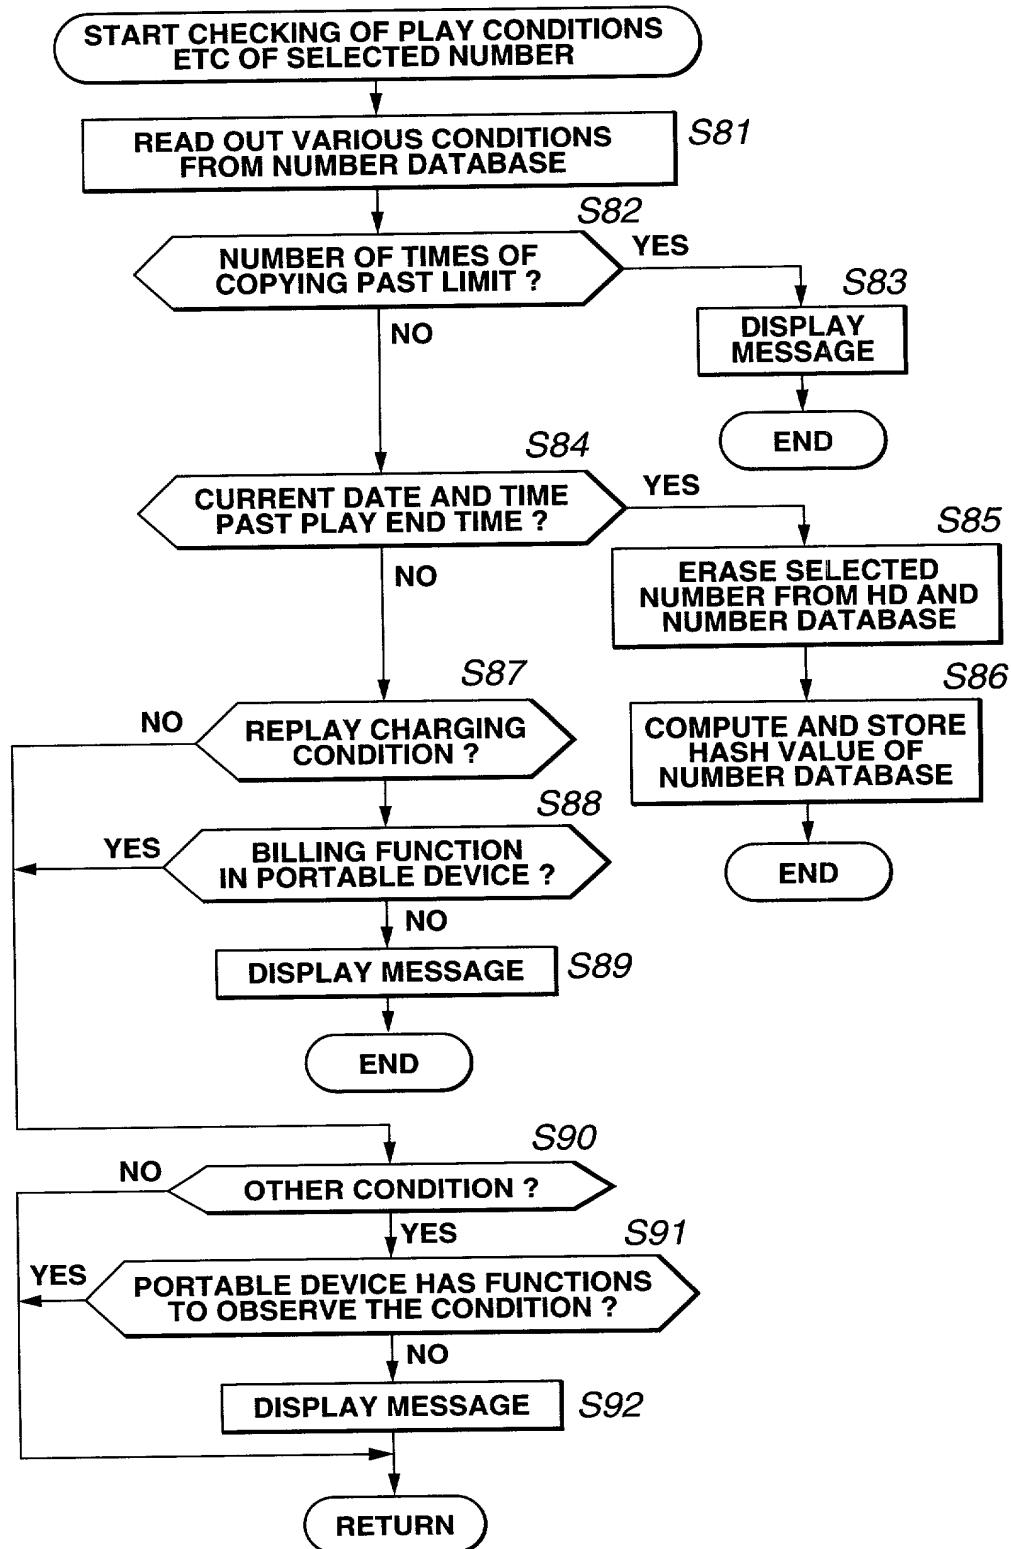 START CHECKING OF PLAY CONDITIONS
ETC OF SELECTED NUMBER
S81
READ OUT VARIOUS CONDITIONS
FROM NUMBER DATABASE
S82
NUMBER OF TIMES OF
COPYING PAST LIMIT ?
YES
NO
S83
DISPLAY
MESSAGE
END
S84
CURRENT DATE AND TIME
PAST PLAY END TIME ?
YES
NO
S85
ERASE SELECTED
NUMBER FROM HD AND
NUMBER DATABASE
S86
COMPUTE AND STORE
HASH VALUE OF
NUMBER DATABASE
END
S87
NO
REPLAY CHARGING
CONDITION ?
S88
YES
BILLING FUNCTION
IN PORTABLE DEVICE ?
NO
DISPLAY MESSAGE
S89
END
S90
NO
OTHER CONDITION ?
YES
S91
YES
PORTABLE DEVICE HAS FUNCTIONS
TO OBSERVE THE CONDITION ?
NO
DISPLAY MESSAGE
S92
RETURN